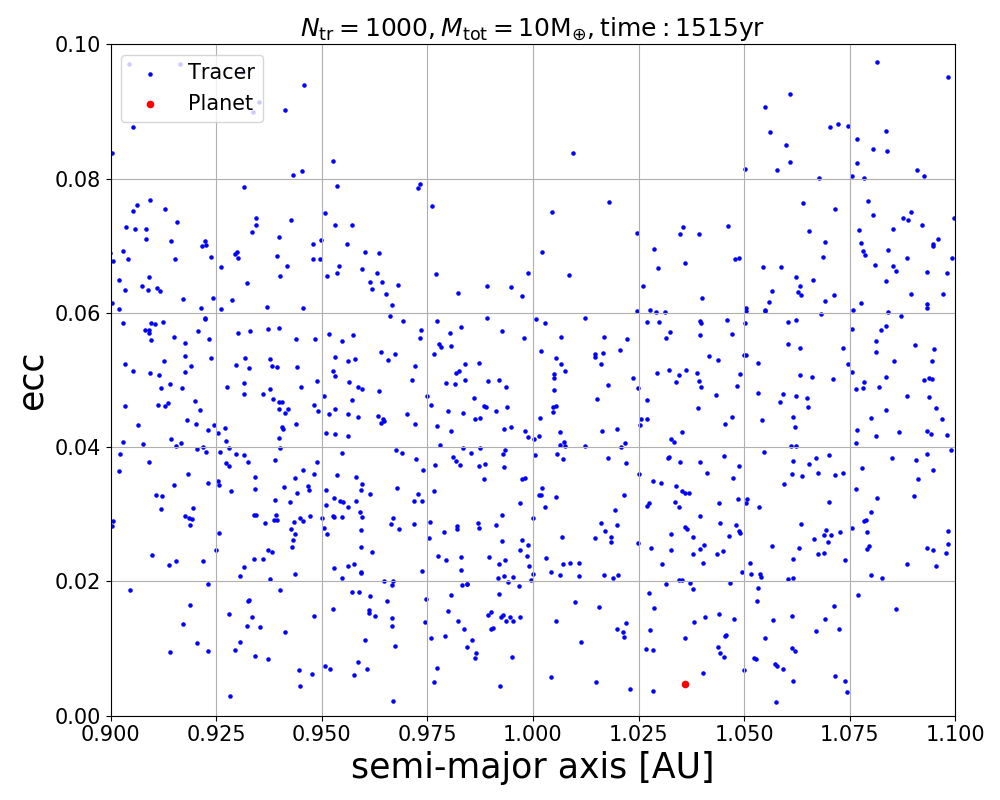 N_tr = 1000, M_tot = 10M_⊕, time : 1515yr
0.10
Tracer
Planet
0.08
0.06
ecc
0.04
0.02
0.00
0.900 0.925 0.950 0.975 1.000 1.025 1.050 1.075 1.100
semi-major axis [AU]